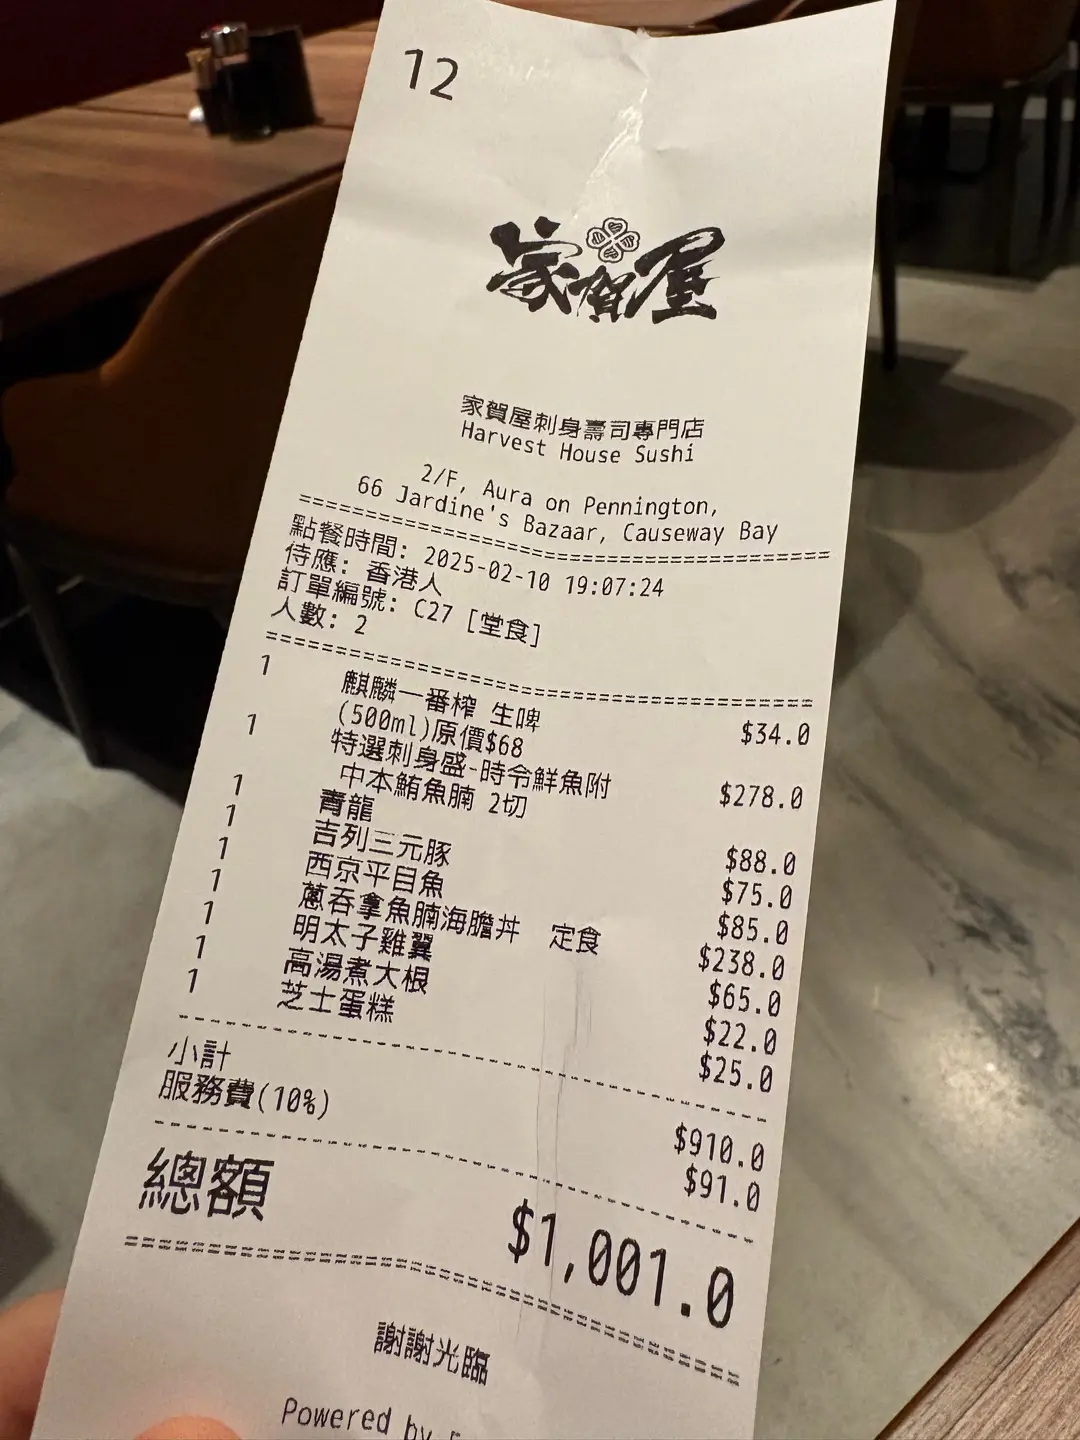 12
家賀屋
家賀屋刺身壽司專門店
Harvest House Sushi
2/F, Aura on Pennington,
66 Jardine's Bazaar, Causeway Bay
點餐時間: 2025-02-10 19:07:24
侍應: 香港人
訂單編號: C27 [堂食]
人數: 2
1 麒麟一番榨 生啤 $34.0
(500ml)原價$68
1 特選刺身盛-時令鮮魚附 $278.0
中本鮪魚腩 2切
1 青龍 $88.0
1 吉列三元豚 $75.0
1 西京平目魚 $85.0
1 蔥吞拿魚腩海膽丼 定食 $238.0
1 明太子雞翼 $65.0
1 高湯煮大根 $22.0
1 芝士蛋糕 $25.0
小計 $910.0
服務費(10%) $91.0
總額 $1,001.0
謝謝光臨
Powered by